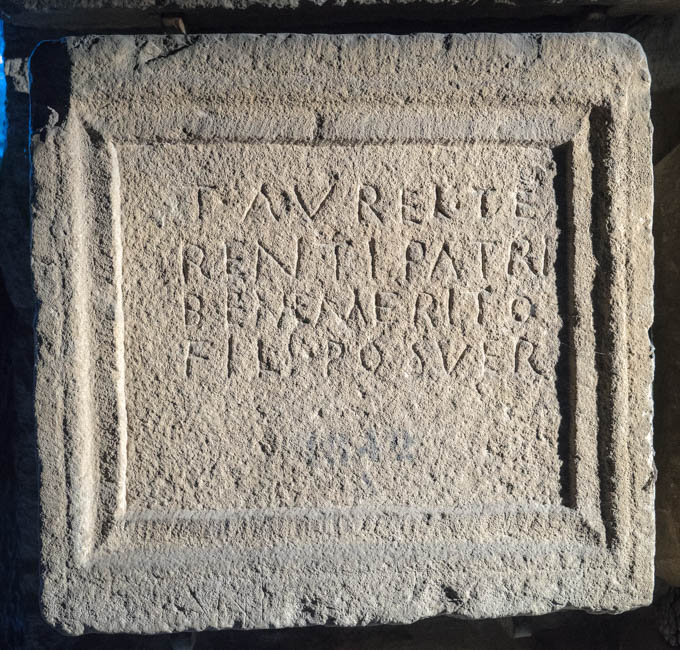 T AVREL TE
RENTI PATRI
BENEMERITO
FIL POSVER